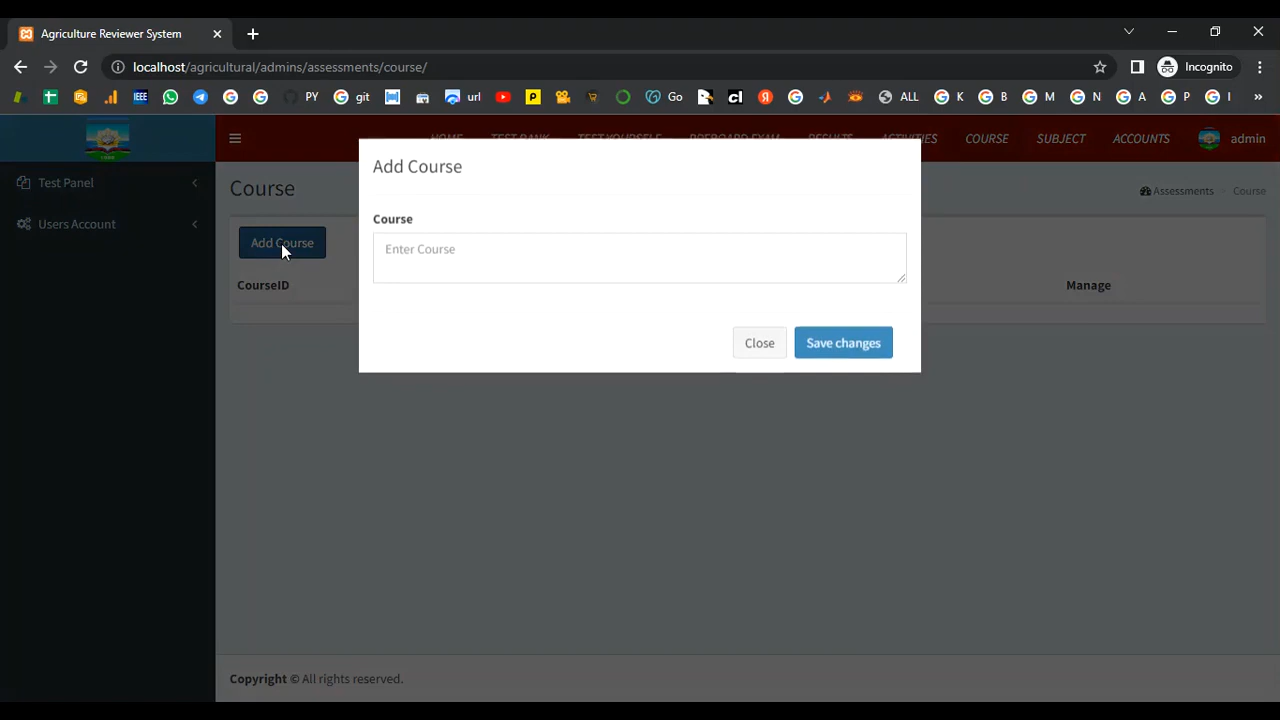 Agriculture Reviewer System
localhost/agricultural/admins/assessments/course/
Incognito
IEEE PY git url Go cl ALL K B M N A P I
HOME TEST BANK TEST YOURSELF PREBOARD EXAM RESULTS ACTIVITIES COURSE SUBJECT ACCOUNTS admin
Test Panel
Users Account
Course
Assessments Course
Add Course
CourseID
Manage
Add Course
Course
Enter Course
Close
Save changes
Copyright © All rights reserved.